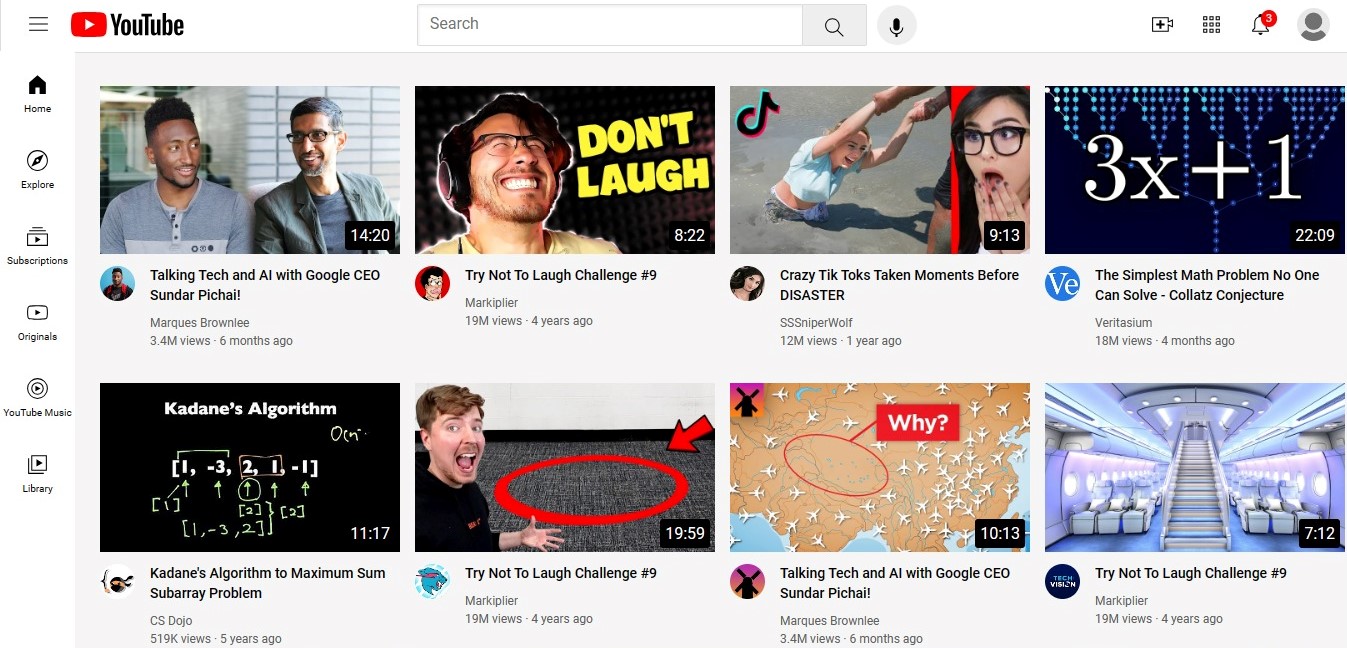 YouTube
Search
3
Home
Explore
Subscriptions
Originals
YouTube Music
Library
14:20
Talking Tech and AI with Google CEO
Sundar Pichai!
Marques Brownlee
3.4M views · 6 months ago
DON'T
LAUGH
8:22
Try Not To Laugh Challenge #9
Markiplier
19M views · 4 years ago
9:13
Crazy Tik Toks Taken Moments Before
DISASTER
SSSniperWolf
12M views · 1 year ago
3x+1
22:09
Ve
The Simplest Math Problem No One
Can Solve - Collatz Conjecture
Veritasium
18M views · 4 months ago
Kadane's Algorithm
[1, -3, 2, 1, -1]
[1]
[2]
[2]
[1,-3,2]
11:17
Kadane's Algorithm to Maximum Sum
Subarray Problem
CS Dojo
519K views · 5 years ago
19:59
Try Not To Laugh Challenge #9
Markiplier
19M views · 4 years ago
Why?
10:13
Talking Tech and AI with Google CEO
Sundar Pichai!
Marques Brownlee
3.4M views · 6 months ago
7:12
TECH
VISION
Try Not To Laugh Challenge #9
Markiplier
19M views · 4 years ago